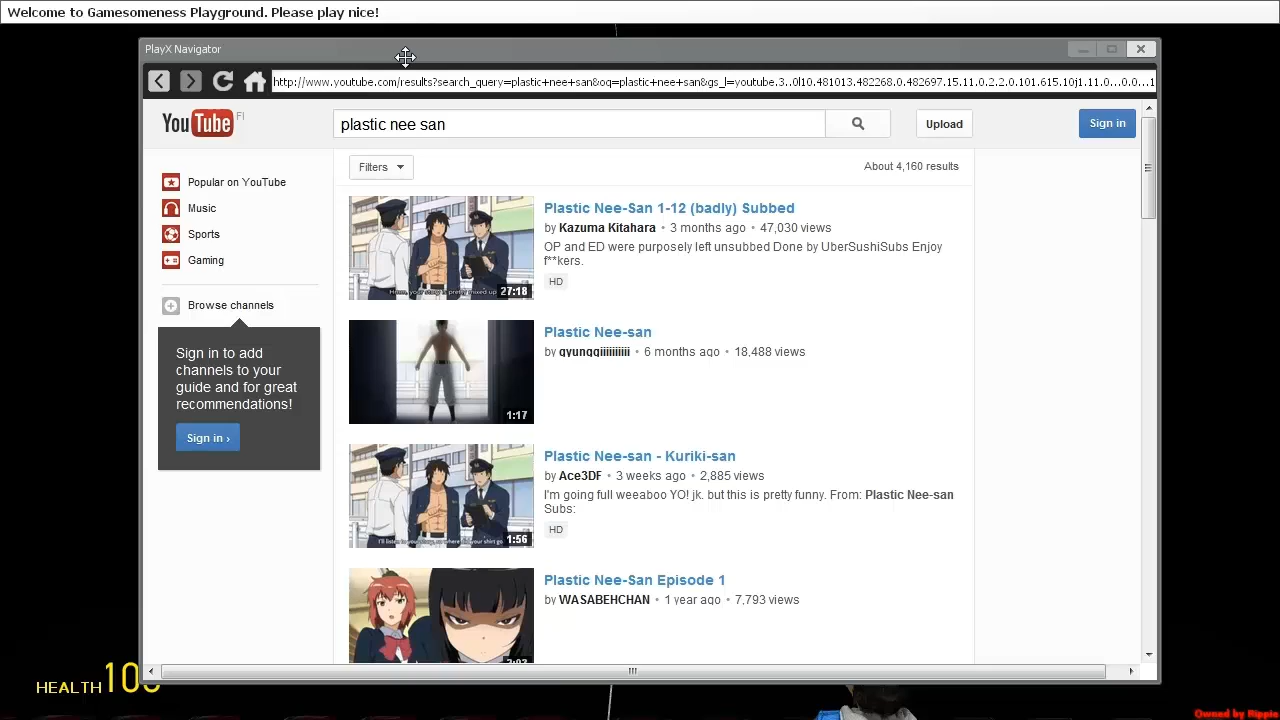 Welcome to Gamesomeness Playground. Please play nice!
PlayX Navigator
http://www.youtube.com/results?search_query=plastic+nee+san&oq=plastic+nee+san&gs_l=youtube.3..0l10.481013.482268.0.482697.15.11.0.2.2.0.101.615.10j1.11.0...0.0...1
YouTube FI
plastic nee san
Upload
Sign in
Filters
About 4,160 results
Popular on YouTube
Music
Sports
Gaming
Browse channels
Sign in to add
channels to your
guide and for great
recommendations!
Sign in ›
Plastic Nee-San 1-12 (badly) Subbed
by Kazuma Kitahara • 3 months ago • 47,030 views
OP and ED were purposely left unsubbed Done by UberSushiSubs Enjoy
f**kers.
HD
27:18
Plastic Nee-san
by gyungqiiiiiiiiii • 6 months ago • 18,488 views
1:17
Plastic Nee-san - Kuriki-san
by Ace3DF • 3 weeks ago • 2,885 views
I'm going full weeaboo YO! jk. but this is pretty funny. From: Plastic Nee-san
Subs:
HD
1:56
Plastic Nee-San Episode 1
by WASABEHCHAN • 1 year ago • 7,793 views
2:03
HEALTH 100
Owned by Hippie